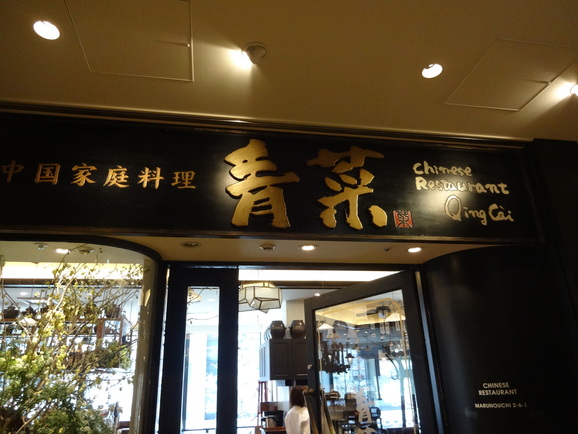 中国家庭料理
青菜
Chinese
Restaurant
Qing Cai
CHINESE
RESTAURANT
MARUNOUCHI 2-6-1